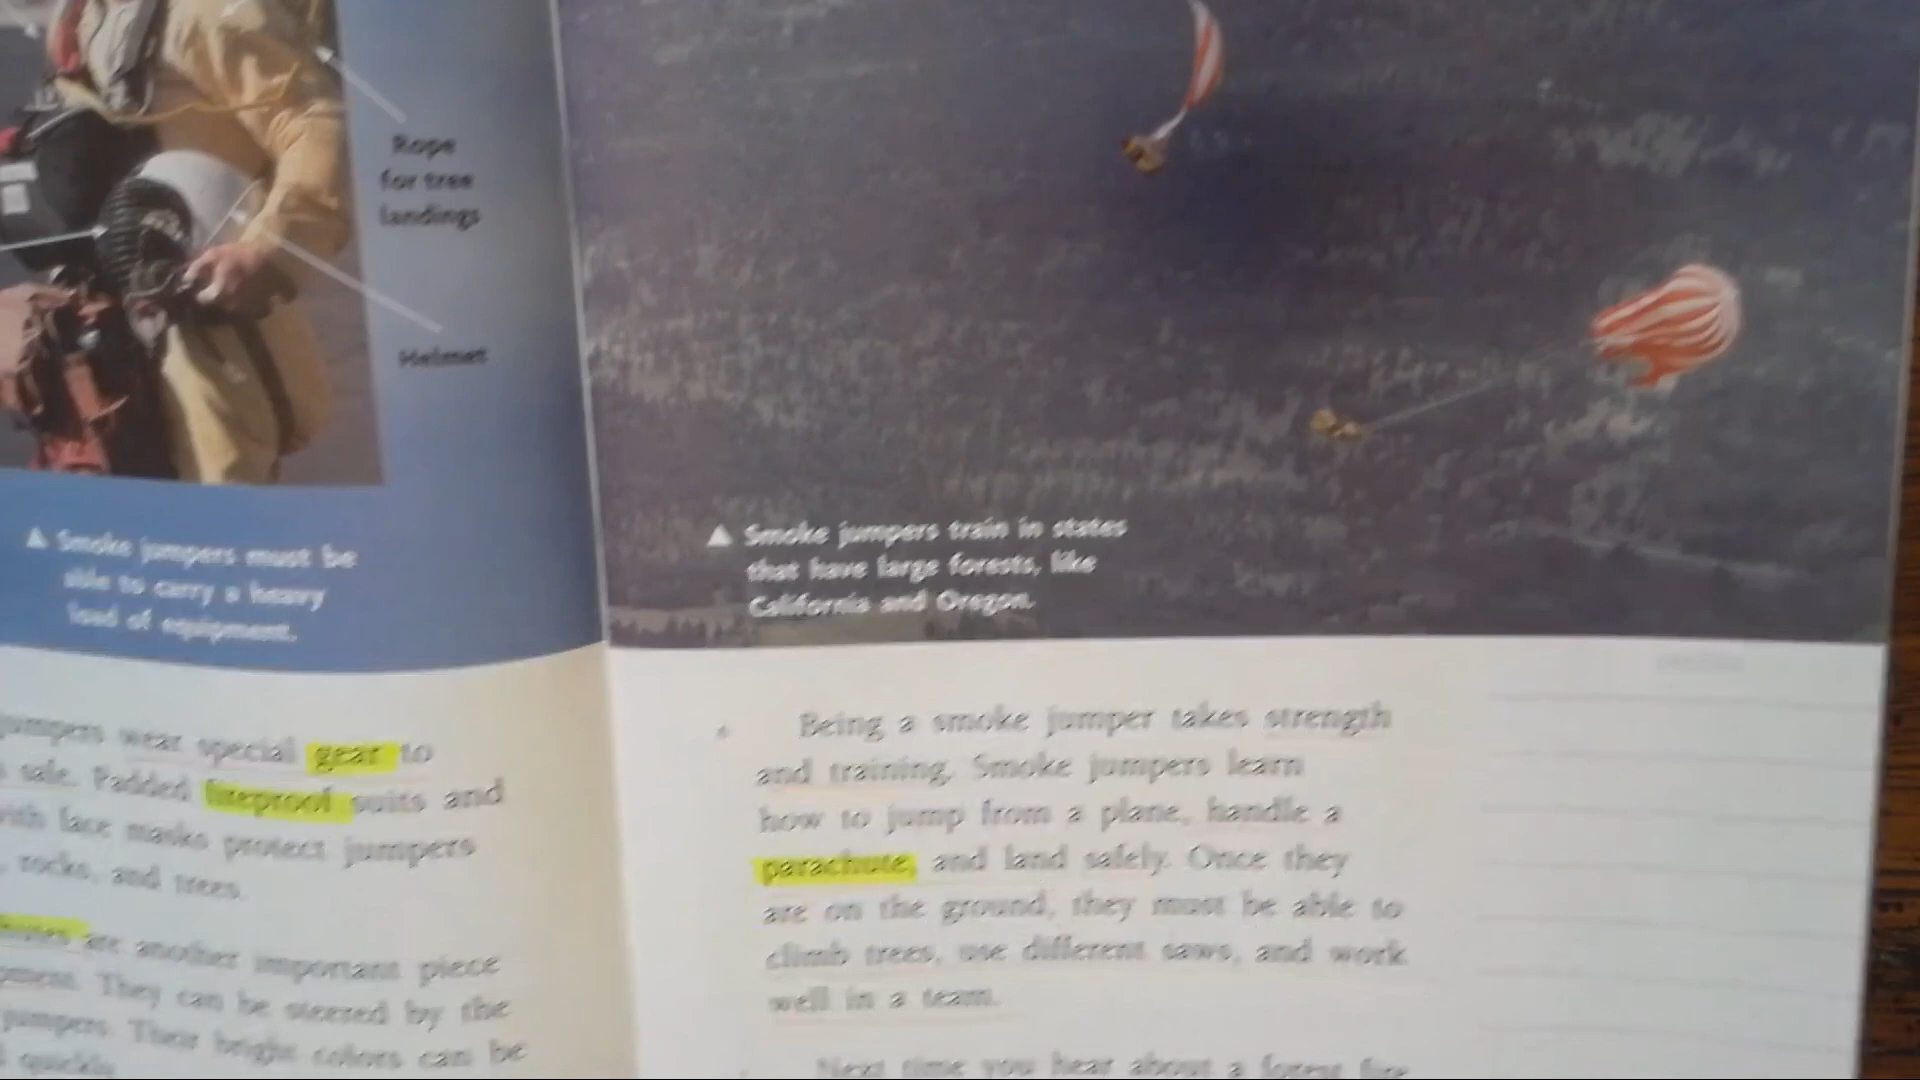 Rope
for tree
landings
Helmet
Smoke jumpers must be
able to carry a heavy
load of equipment.
jumpers wear special gear to
safe. Padded fireproof suits and
with face masks protect jumpers
rocks, and trees.
are another important piece
They can be steered by the
jumpers. Their bright colors can be
quickly
Smoke jumpers train in states
that have large forests, like
California and Oregon.
Being a smoke jumper takes strength
and training. Smoke jumpers learn
how to jump from a plane, handle a
parachute, and land safely. Once they
are on the ground, they must be able to
climb trees, use different saws, and work
well in a team.
Next time you hear about a forest fire